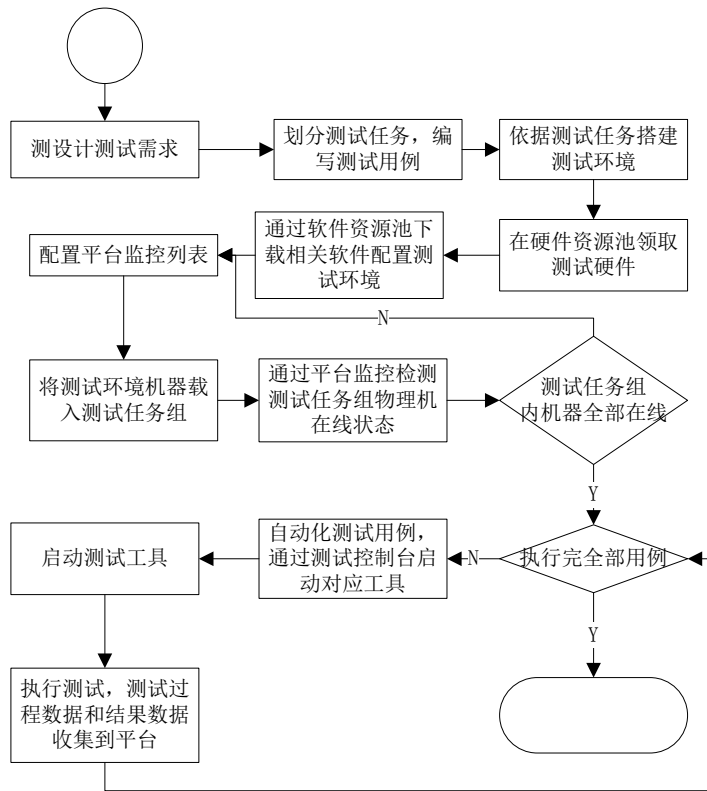 测设计测试需求
划分测试任务，编
写测试用例
依据测试任务搭建
测试环境
配置平台监控列表
通过软件资源池下
载相关软件配置测
试环境
在硬件资源池领取
测试硬件
N
将测试环境机器载
入测试任务组
通过平台监控检测
测试任务组物理机
在线状态
测试任务组
内机器全部在线
Y
启动测试工具
自动化测试用例，
通过测试控制台启
动对应工具
N
执行完全部用例
Y
执行测试，测试过
程数据和结果数据
收集到平台